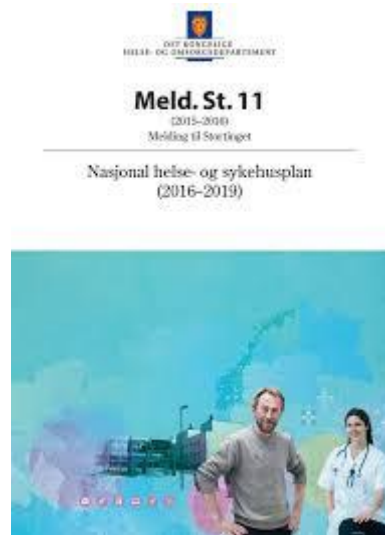 DET KONGELIGE
HELSE- OG OMSORGSDEPARTEMENT
Meld. St. 11
(2015–2016)
Melding til Stortinget
Nasjonal helse- og sykehusplan
(2016–2019)